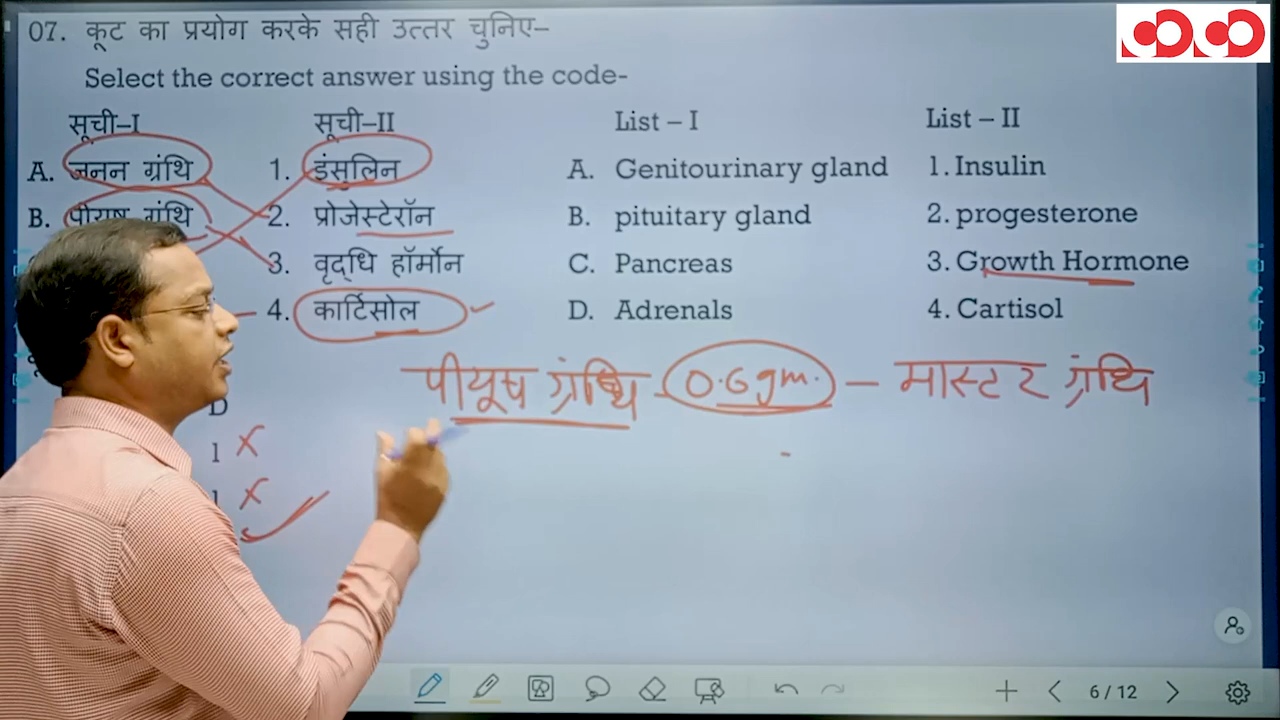 07. कूट का प्रयोग करके सही उत्तर चुनिए–
Select the correct answer using the code-
सूची–I सूची–II List – I List – II
A. जनन ग्रंथि 1. इंसुलिन A. Genitourinary gland 1. Insulin
B. पीयूष ग्रंथि 2. प्रोजेस्टेरॉन B. pituitary gland 2. progesterone
3. वृद्धि हॉर्मोन C. Pancreas 3. Growth Hormone
4. कार्टिसोल D. Adrenals 4. Cartisol
पीयूष ग्रंथि - 0.6 gm. – मास्टर ग्रंथि
D
1
1
6 / 12